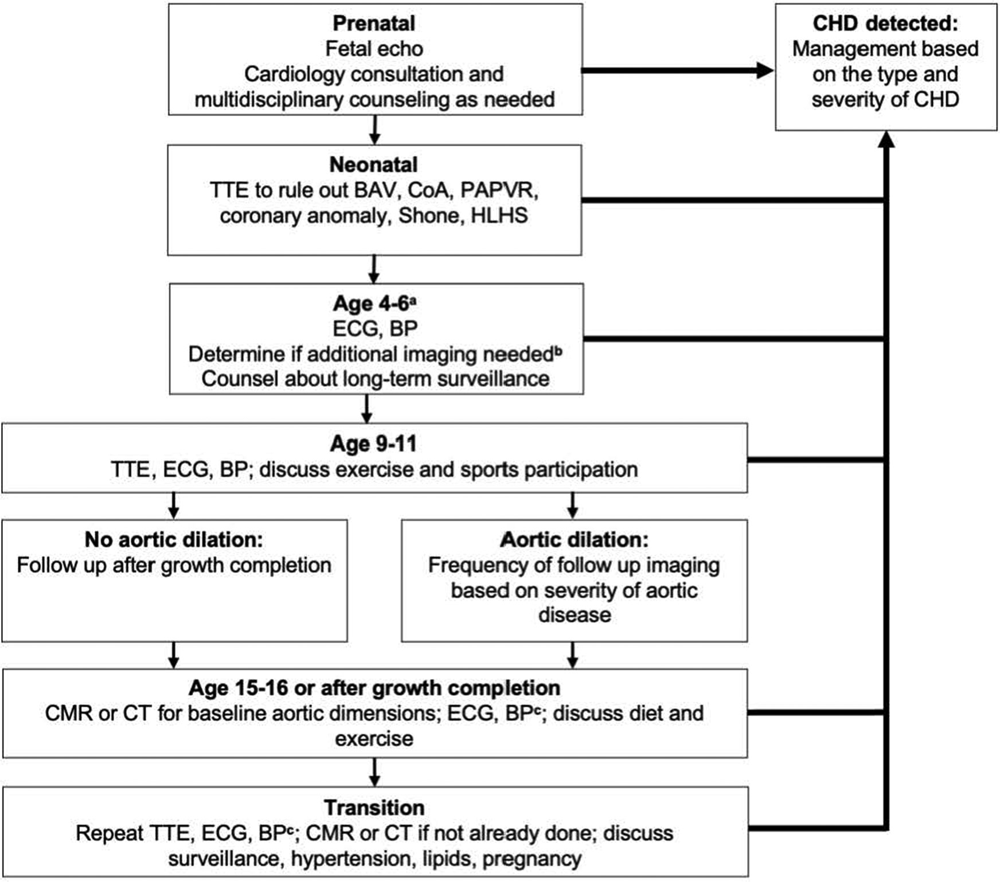 Prenatal
Fetal echo
Cardiology consultation and
multidisciplinary counseling as needed
CHD detected:
Management based
on the type and
severity of CHD
Neonatal
TTE to rule out BAV, CoA, PAPVR,
coronary anomaly, Shone, HLHS
Age 4-6ᵃ
ECG, BP
Determine if additional imaging neededᵇ
Counsel about long-term surveillance
Age 9-11
TTE, ECG, BP; discuss exercise and sports participation
No aortic dilation:
Follow up after growth completion
Aortic dilation:
Frequency of follow up imaging
based on severity of aortic
disease
Age 15-16 or after growth completion
CMR or CT for baseline aortic dimensions; ECG, BPᶜ; discuss diet and
exercise
Transition
Repeat TTE, ECG, BPᶜ; CMR or CT if not already done; discuss
surveillance, hypertension, lipids, pregnancy